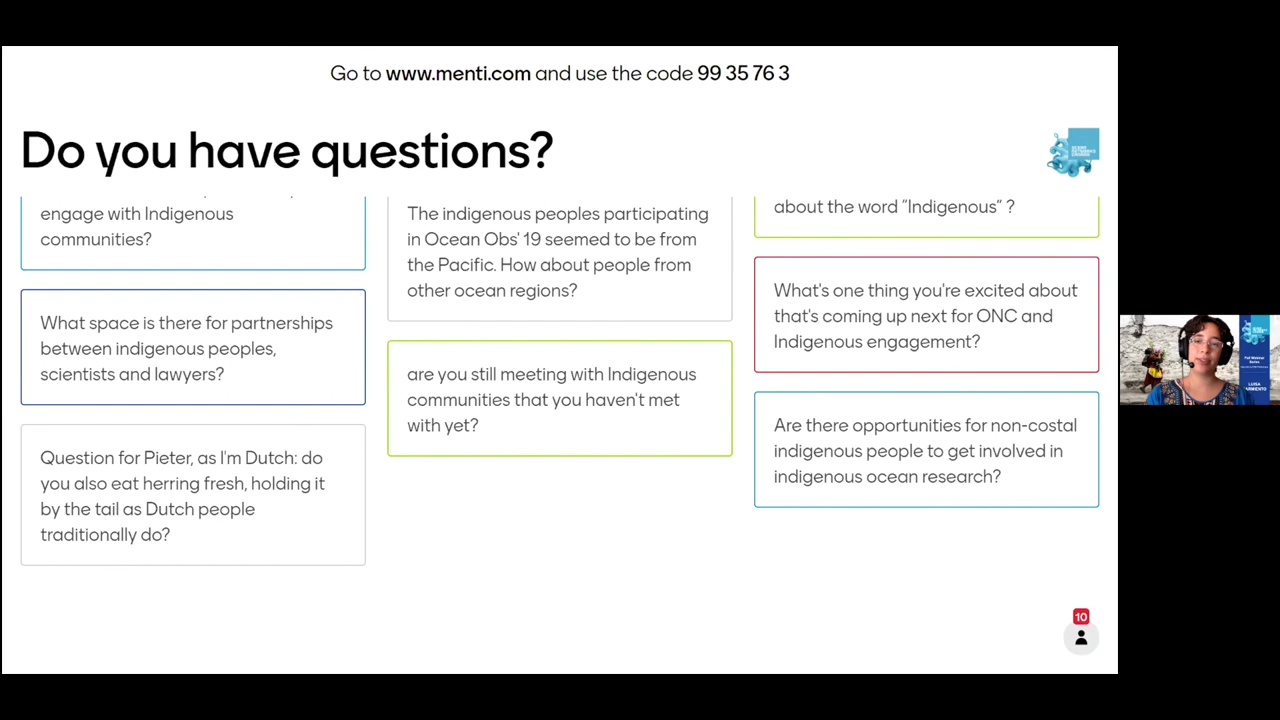 Go to www.menti.com and use the code 99 35 76 3
Do you have questions?
engage with Indigenous
communities?
What space is there for partnerships
between indigenous peoples,
scientists and lawyers?
Question for Pieter, as I'm Dutch: do
you also eat herring fresh, holding it
by the tail as Dutch people
traditionally do?
The indigenous peoples participating
in Ocean Obs' 19 seemed to be from
the Pacific. How about people from
other ocean regions?
are you still meeting with Indigenous
communities that you haven't met
with yet?
about the word "Indigenous" ?
What's one thing you're excited about
that's coming up next for ONC and
Indigenous engagement?
Are there opportunities for non-costal
indigenous people to get involved in
indigenous ocean research?
10
Fall Webinar
Series
LUISA